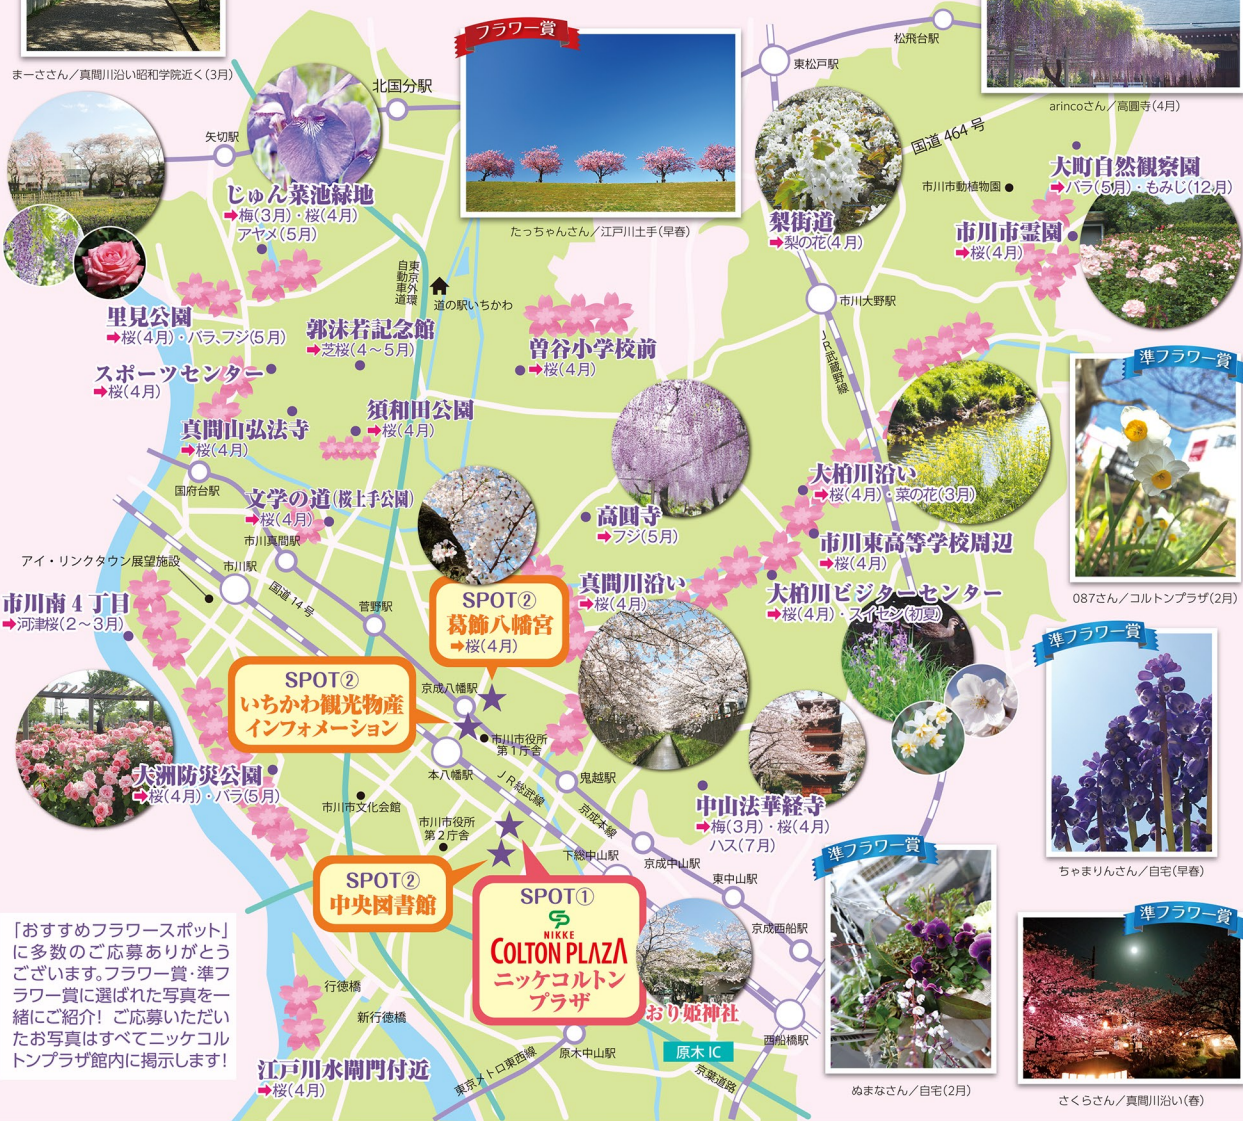 まーささん／真間川沿い昭和学院近く(3月)
フラワー賞
たっちゃんさん／江戸川土手(早春)
arincoさん／高圓寺(4月)
北国分駅
矢切駅
松飛台駅
東松戸駅
国道464号
じゅん菜池緑地
➡梅(3月)・桜(4月)
アヤメ(5月)
梨街道
➡梨の花(4月)
大町自然観察園
➡バラ(5月)・もみじ(12月)
市川市動植物園
市川市霊園
➡桜(4月)
東京外環
自動車道
道の駅いちかわ
市川大野駅
JR武蔵野線
里見公園
➡桜(4月)・バラ、フジ(5月)
郭沫若記念館
➡芝桜(4～5月)
曽谷小学校前
➡桜(4月)
スポーツセンター
➡桜(4月)
須和田公園
➡桜(4月)
真間山弘法寺
➡桜(4月)
国府台駅
文学の道(桜土手公園)
➡桜(4月)
市川真間駅
高圓寺
➡フジ(5月)
大柏川沿い
➡桜(4月)・菜の花(3月)
市川東高等学校周辺
➡桜(4月)
大柏川ビジターセンター
➡桜(4月)・スイセン(初夏)
準フラワー賞
087さん／コルトンプラザ(2月)
アイ・リンクタウン展望施設
市川駅
国道14号
菅野駅
市川南4丁目
➡河津桜(2～3月)
SPOT②
葛飾八幡宮
➡桜(4月)
真間川沿い
➡桜(4月)
SPOT②
いちかわ観光物産
インフォメーション
京成八幡駅
市川市役所
第1庁舎
本八幡駅
JR総武線
鬼越駅
京成本線
大洲防災公園
➡桜(4月)・バラ(5月)
市川市文化会館
市川市役所
第2庁舎
中山法華経寺
➡梅(3月)・桜(4月)
ハス(7月)
下総中山駅
京成中山駅
東中山駅
京成西船駅
西船橋駅
SPOT②
中央図書館
SPOT①
NIKKE
COLTON PLAZA
ニッケコルトン
プラザ
おり姫神社
原木IC
原木中山駅
東京メトロ東西線
京葉道路
行徳橋
新行徳橋
江戸川水閘門付近
➡桜(4月)
「おすすめフラワースポット」
に多数のご応募ありがとう
ございます。フラワー賞・準フ
ラワー賞に選ばれた写真を一
緒にご紹介! ご応募いただい
たお写真はすべてニッケコル
トンプラザ館内に掲示します!
準フラワー賞
ちゃまりんさん／自宅(早春)
準フラワー賞
ぬまなさん／自宅(2月)
準フラワー賞
さくらさん／真間川沿い(春)